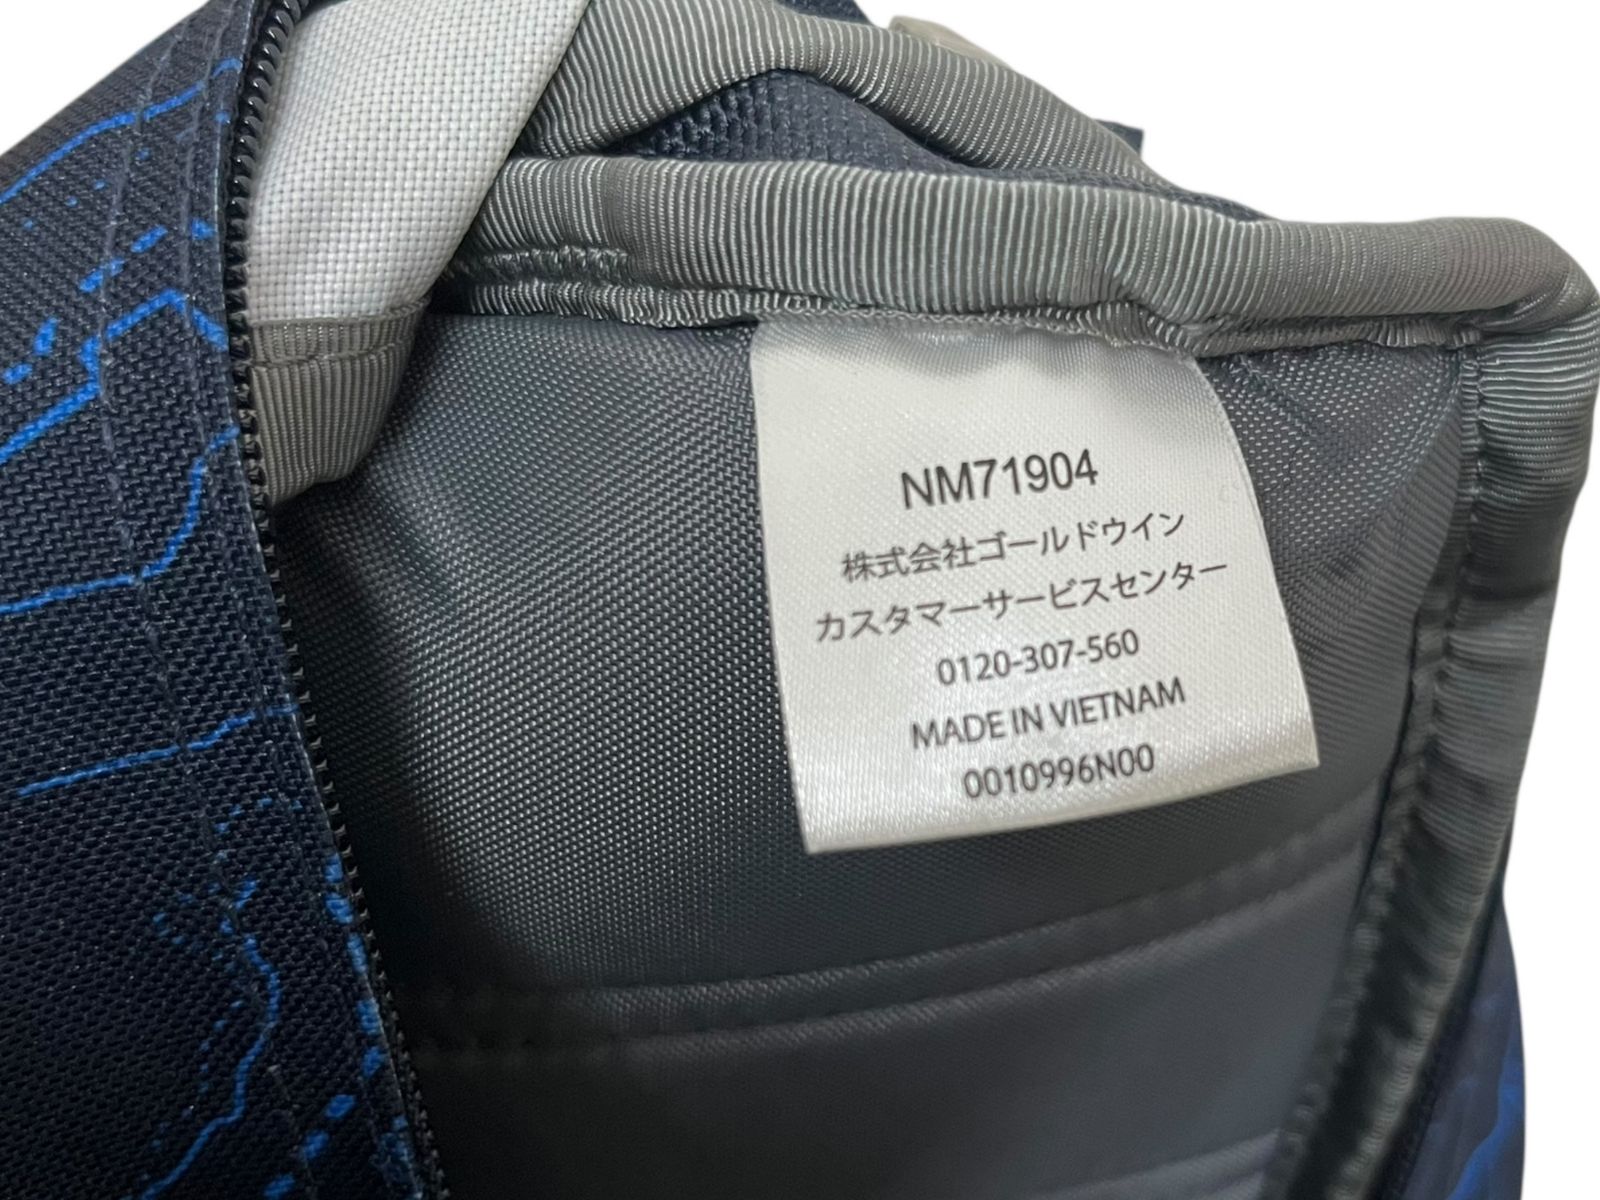 NM71904
株式会社ゴールドウイン
カスタマーサービスセンター
0120-307-560
MADE IN VIETNAM
0010996N00